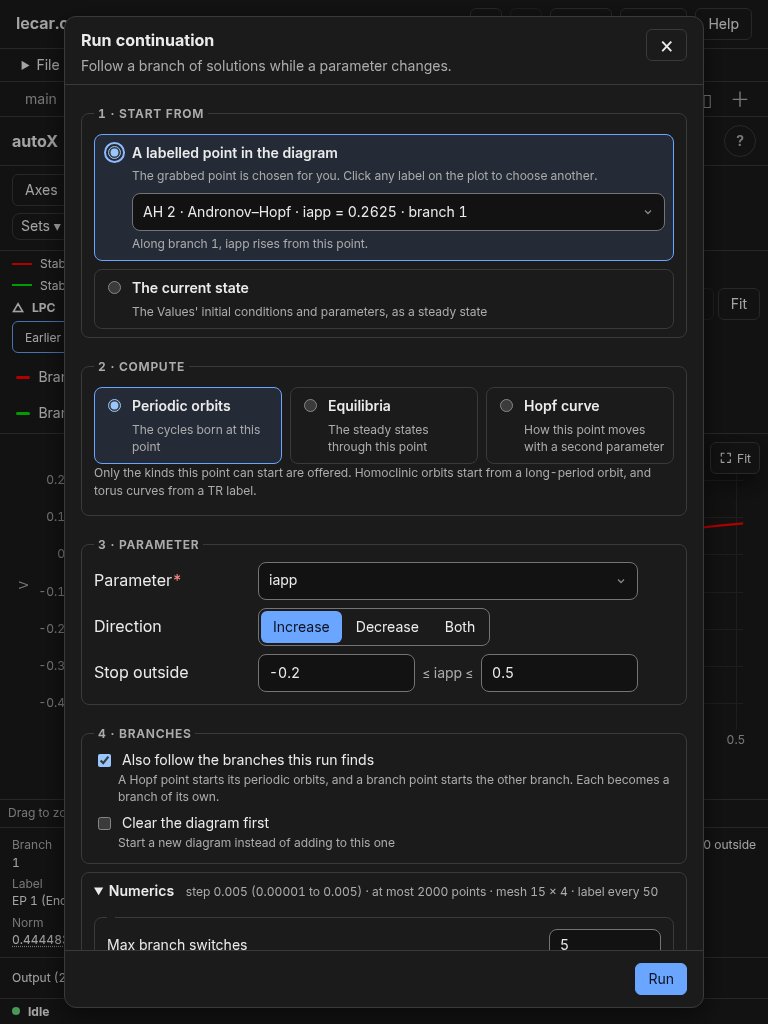 lecar.o
Help
Run continuation
Follow a branch of solutions while a parameter changes.
File
main
autoX
?
Axes
Sets ▾
Stab
Stab
LPC
Earlier
Bran
Bran
Fit
Fit
1 · START FROM
A labelled point in the diagram
The grabbed point is chosen for you. Click any label on the plot to choose another.
AH 2 · Andronov–Hopf · iapp = 0.2625 · branch 1
Along branch 1, iapp rises from this point.
The current state
The Values' initial conditions and parameters, as a steady state
2 · COMPUTE
Periodic orbits
The cycles born at this
point
Equilibria
The steady states
through this point
Hopf curve
How this point moves
with a second parameter
Only the kinds this point can start are offered. Homoclinic orbits start from a long-period orbit, and
torus curves from a TR label.
3 · PARAMETER
Parameter*
iapp
Direction
Increase
Decrease
Both
Stop outside
-0.2
≤ iapp ≤
0.5
4 · BRANCHES
Also follow the branches this run finds
A Hopf point starts its periodic orbits, and a branch point starts the other branch. Each becomes a
branch of its own.
Clear the diagram first
Start a new diagram instead of adding to this one
Numerics
step 0.005 (0.00001 to 0.005) · at most 2000 points · mesh 15 × 4 · label every 50
Max branch switches
5
Run
0.2
0.1
0
-0.1
-0.2
-0.3
-0.4
V
0.5
Drag to zo
Branch
1
Label
EP 1 (End
Norm
0.44448
0 outside
Output (2
Idle